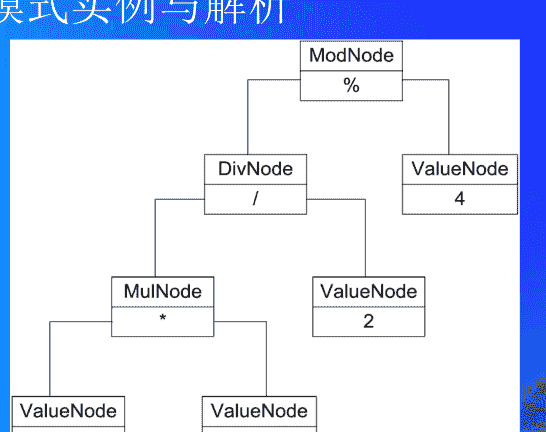 模式实例与解析
ModNode
%
DivNode
/
ValueNode
4
MulNode
*
ValueNode
2
ValueNode
ValueNode